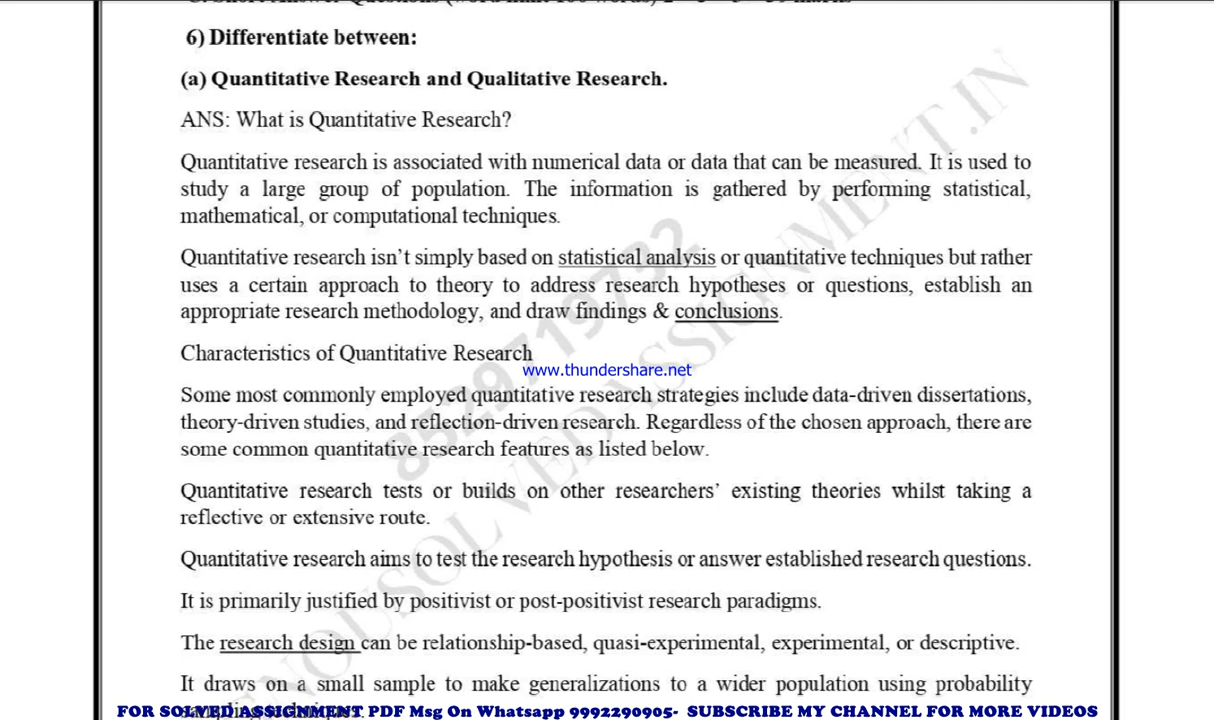 6) Differentiate between:
(a) Quantitative Research and Qualitative Research.
ANS: What is Quantitative Research?
Quantitative research is associated with numerical data or data that can be measured. It is used to
study a large group of population. The information is gathered by performing statistical,
mathematical, or computational techniques.
Quantitative research isn't simply based on statistical analysis or quantitative techniques but rather
uses a certain approach to theory to address research hypotheses or questions, establish an
appropriate research methodology, and draw findings & conclusions.
Characteristics of Quantitative Research
www.thundershare.net
Some most commonly employed quantitative research strategies include data-driven dissertations,
theory-driven studies, and reflection-driven research. Regardless of the chosen approach, there are
some common quantitative research features as listed below.
Quantitative research tests or builds on other researchers' existing theories whilst taking a
reflective or extensive route.
Quantitative research aims to test the research hypothesis or answer established research questions.
It is primarily justified by positivist or post-positivist research paradigms.
The research design can be relationship-based, quasi-experimental, experimental, or descriptive.
It draws on a small sample to make generalizations to a wider population using probability
FOR SOLVED ASSIGNMENT PDF Msg On Whatsapp 9992290905- SUBSCRIBE MY CHANNEL FOR MORE VIDEOS
8529719732
IGNOUSOLVED ASSIGNMENT.IN